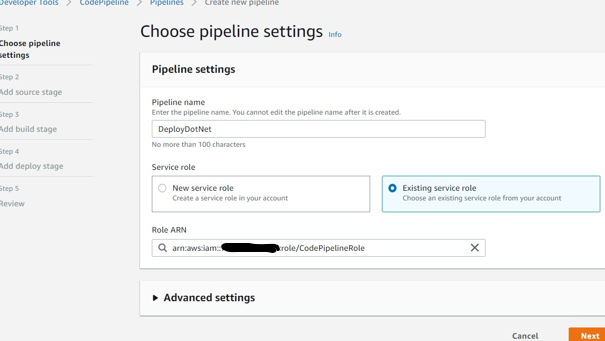 Developer Tools > CodePipeline > Pipelines > Create new pipeline
Step 1
Choose pipeline
settings
Step 2
Add source stage
Step 3
Add build stage
Step 4
Add deploy stage
Step 5
Review
Choose pipeline settings Info
Pipeline settings
Pipeline name
Enter the pipeline name. You cannot edit the pipeline name after it is created.
DeployDotNet
No more than 100 characters
Service role
New service role
Create a service role in your account
Existing service role
Choose an existing service role from your account
Role ARN
arn:aws:iam:: :role/CodePipelineRole
Advanced settings
Cancel
Next